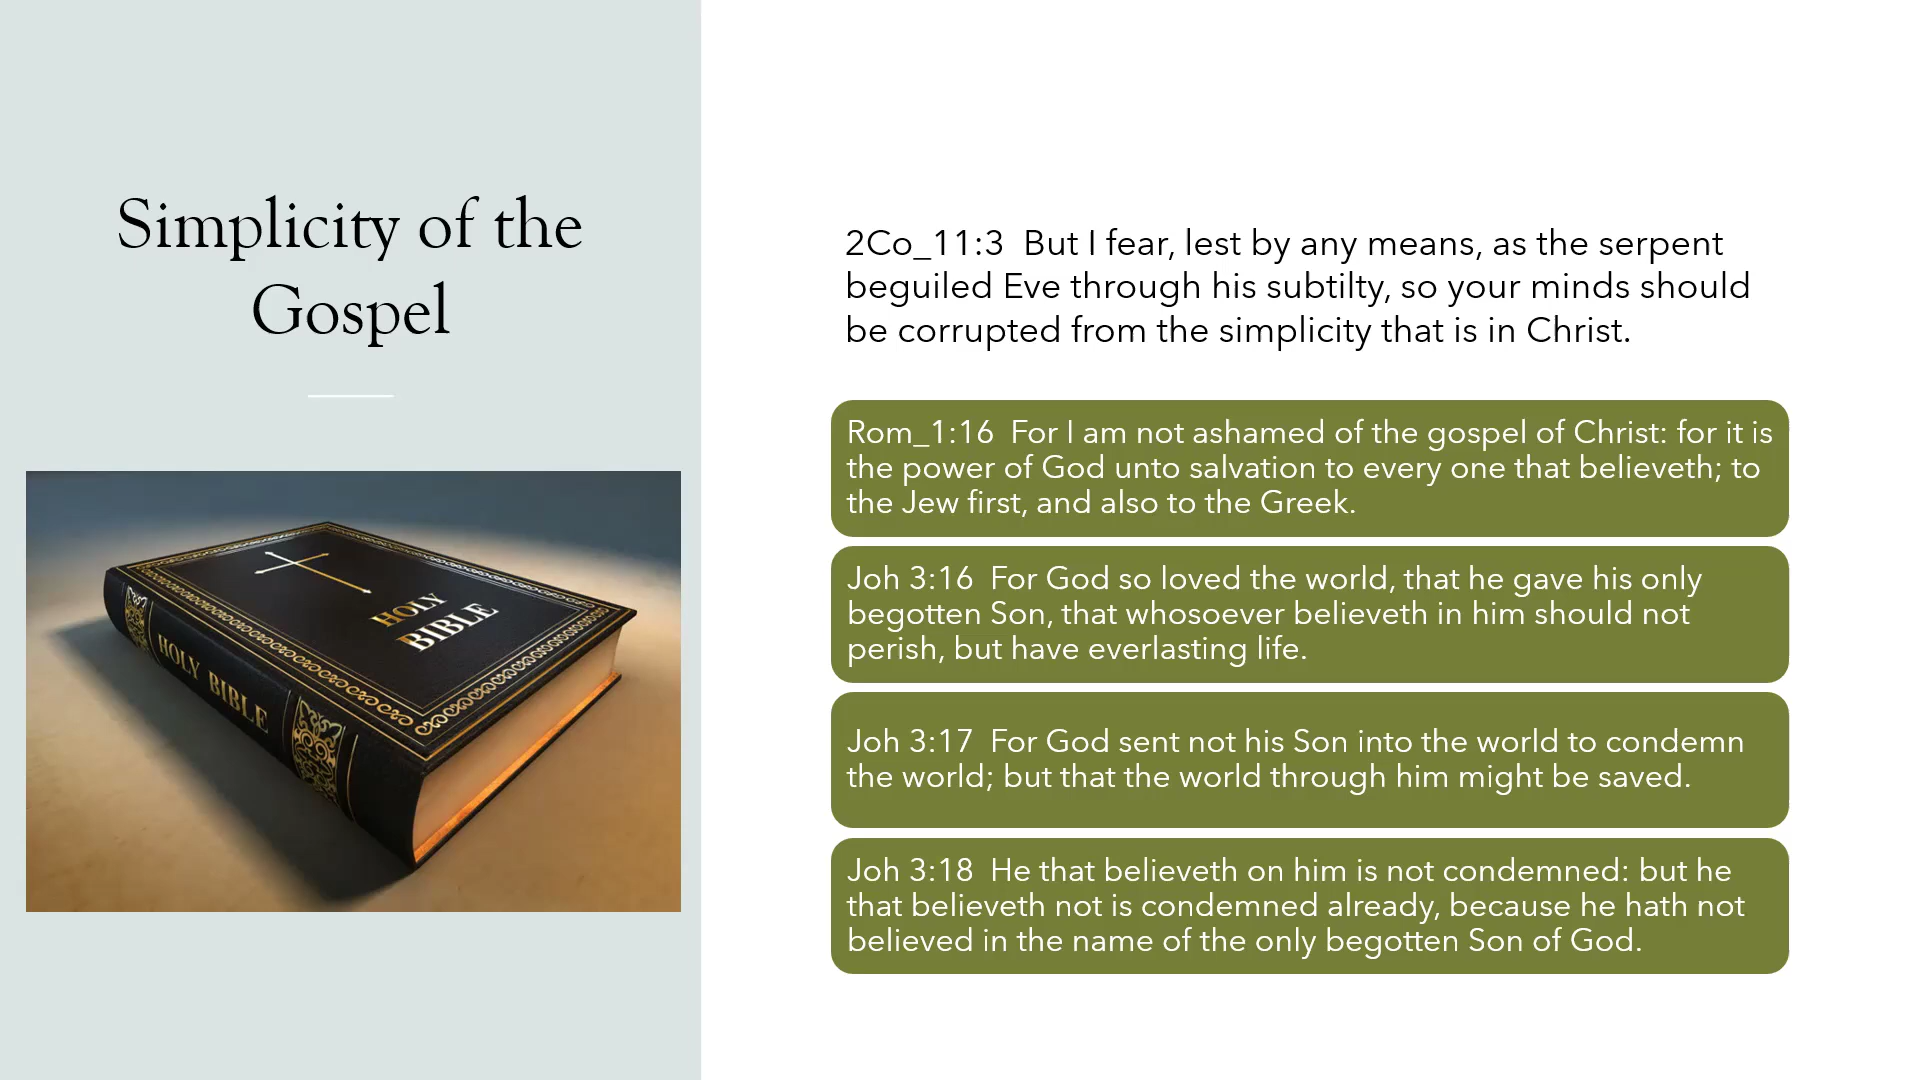 Simplicity of the
Gospel
HOLY
BIBLE
HOLY BIBLE
2Co_11:3  But I fear, lest by any means, as the serpent
beguiled Eve through his subtilty, so your minds should
be corrupted from the simplicity that is in Christ.
Rom_1:16  For I am not ashamed of the gospel of Christ: for it is
the power of God unto salvation to every one that believeth; to
the Jew first, and also to the Greek.
Joh 3:16  For God so loved the world, that he gave his only
begotten Son, that whosoever believeth in him should not
perish, but have everlasting life.
Joh 3:17  For God sent not his Son into the world to condemn
the world; but that the world through him might be saved.
Joh 3:18  He that believeth on him is not condemned: but he
that believeth not is condemned already, because he hath not
believed in the name of the only begotten Son of God.